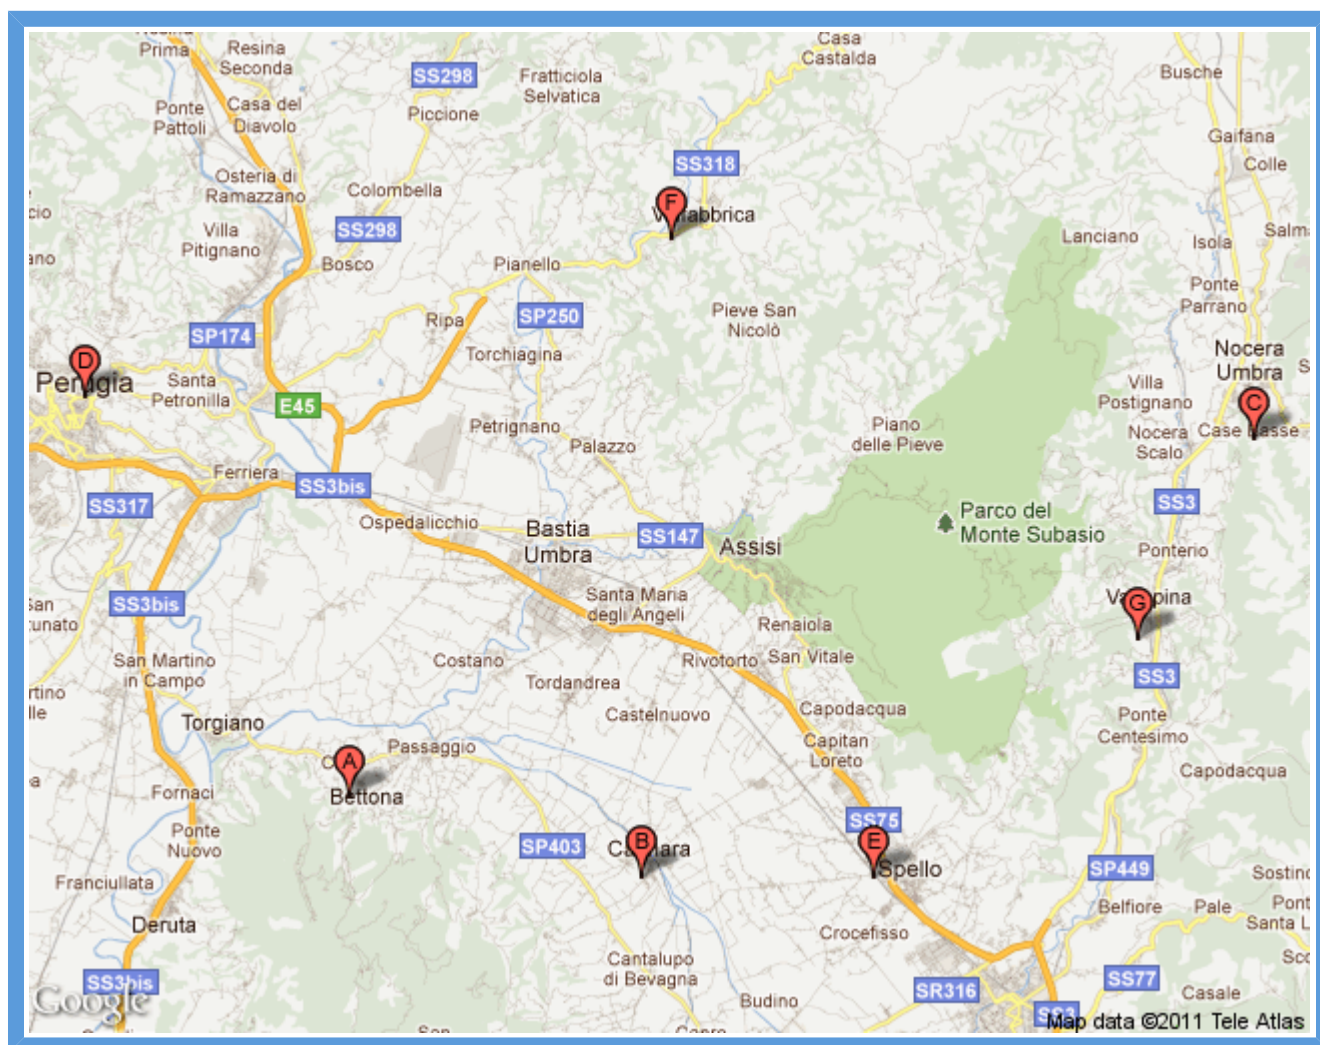 Prima
Resina
Seconda
Casa
Castalda
SS298
Fratticiola
Selvatica
Busche
Ponte
Pattoli
Casa del
Diavolo
Piccione
Gaifana
Colle
SS318
Osteria di
Ramazzano
Colombella
F
SS298
Villa
Pitignano
Lanciano
Isola
Bosco
Pianello
Ponte
Parrano
SP250
Ripa
Pieve San
Nicolò
SP174
Torchiagina
Nocera
Umbra
D
Perugia
Santa
Petronilla
E45
Villa
Postignano
C
Petrignano
Piano
delle Pieve
Nocera
Scalo
Case
Palazzo
Ferriera
SS3bis
SS317
SS3
Ospedalicchio
Bastia
Umbra
SS147
Assisi
Parco del
Monte Subasio
Ponterio
SS3bis
Santa Maria
degli Angeli
G
Renaiola
San Martino
in Campo
Costano
Rivotorto
San Vitale
SS3
Tordandrea
Torgiano
Castelnuovo
Capodacqua
Ponte
Centesimo
Passaggio
Capitan
Loreto
A
Capodacqua
Fornaci
Bettona
SS75
Ponte
Nuovo
SP403
B
E
Spello
SP449
Franciullata
Deruta
Belfiore
Pale
Crocefisso
Cantalupo
di Bevagna
SS3bis
SR316
SS77
Google
Budino
Casale
SS3
Map data ©2011 Tele Atlas